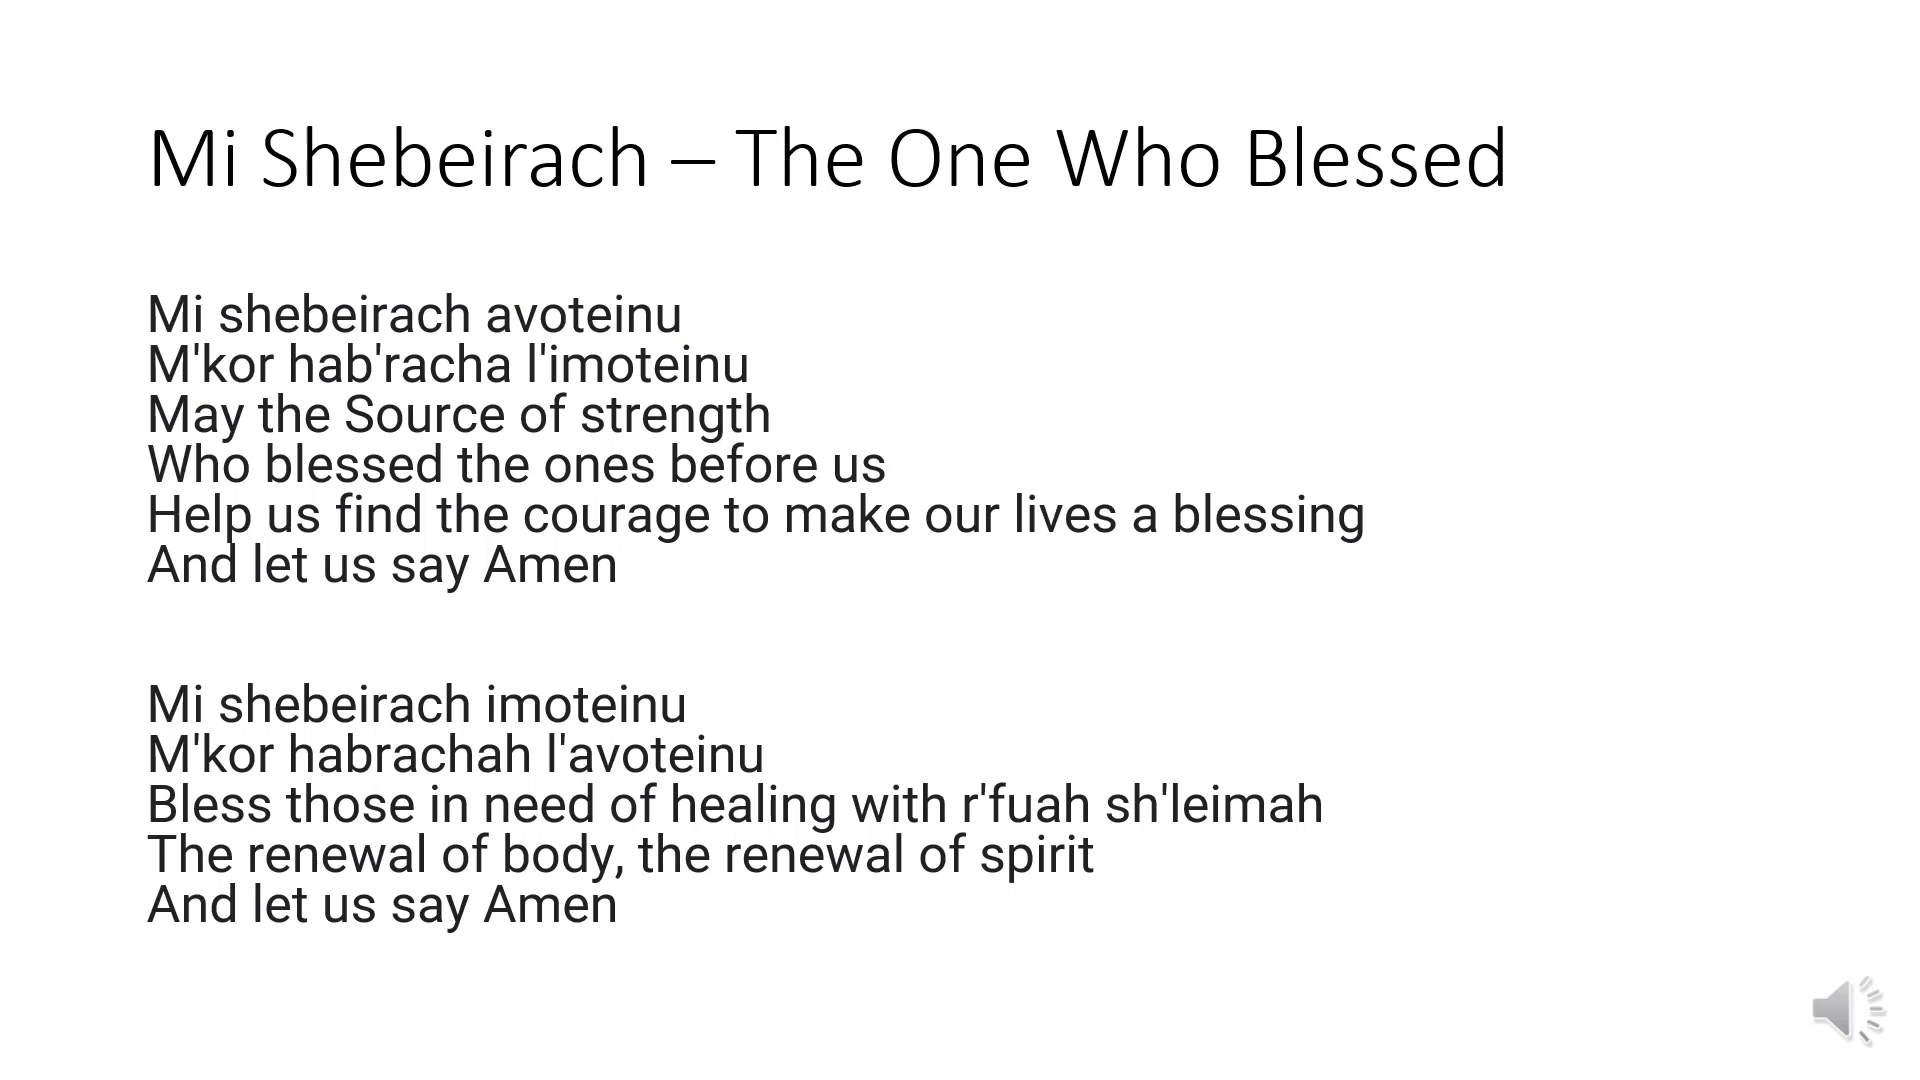 Mi Shebeirach – The One Who Blessed
Mi shebeirach avoteinu
M'kor hab'racha l'imoteinu
May the Source of strength
Who blessed the ones before us
Help us find the courage to make our lives a blessing
And let us say Amen
Mi shebeirach imoteinu
M'kor habrachah l'avoteinu
Bless those in need of healing with r'fuah sh'leimah
The renewal of body, the renewal of spirit
And let us say Amen